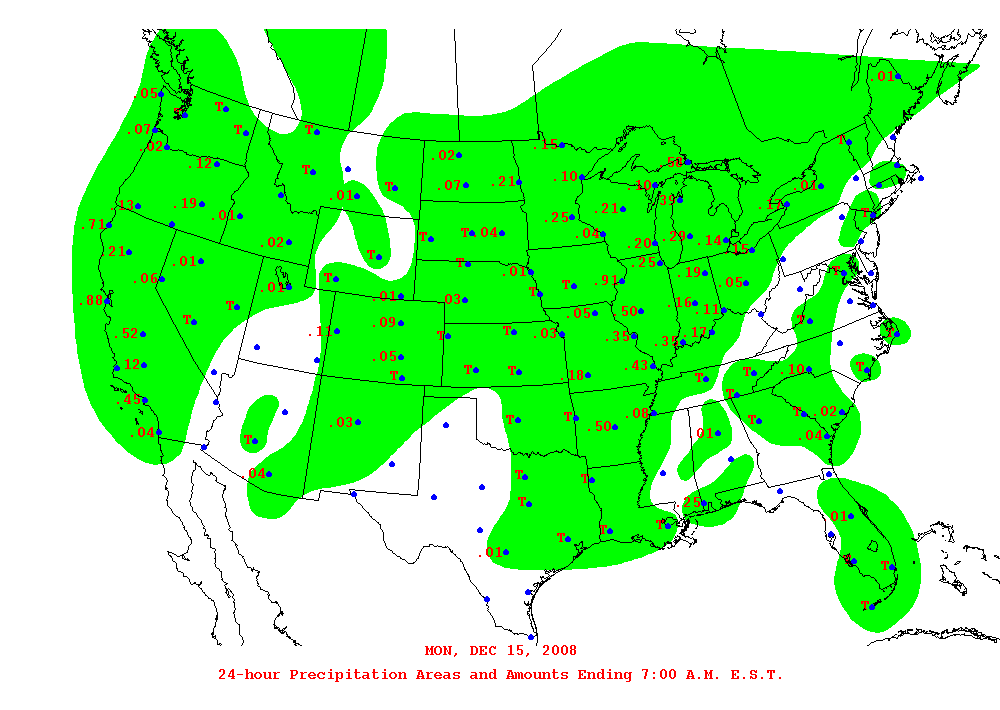 .01
.05
T
T
.07
T
T
T
.02
.15
.12
.02
.58
T
.10
.07
.21
.10
.01
.01
T
.39
.13
.19
.01
.21
.17
T
.71
.25
.04
T
T
.04
.20
.29
.14
.02
.21
.15
.01
T
T
.25
.06
T
.01
.19
T
.01
.91
.05
.88
T
.01
.03
T
.16
T
T
.05
.50
.11
T
.09
.52
.11
T
T
.03
.35
.35
.17
T
.12
.05
.43
T
T
T
.18
T
T
.10
T
.45
T
.08
T
.02
.03
T
T
.50
T
.04
T
.01
.04
.04
T
T
T
.25
.01
T
T
T
.01
T
T
T
MON, DEC 15, 2008
24-hour Precipitation Areas and Amounts Ending 7:00 A.M. E.S.T.